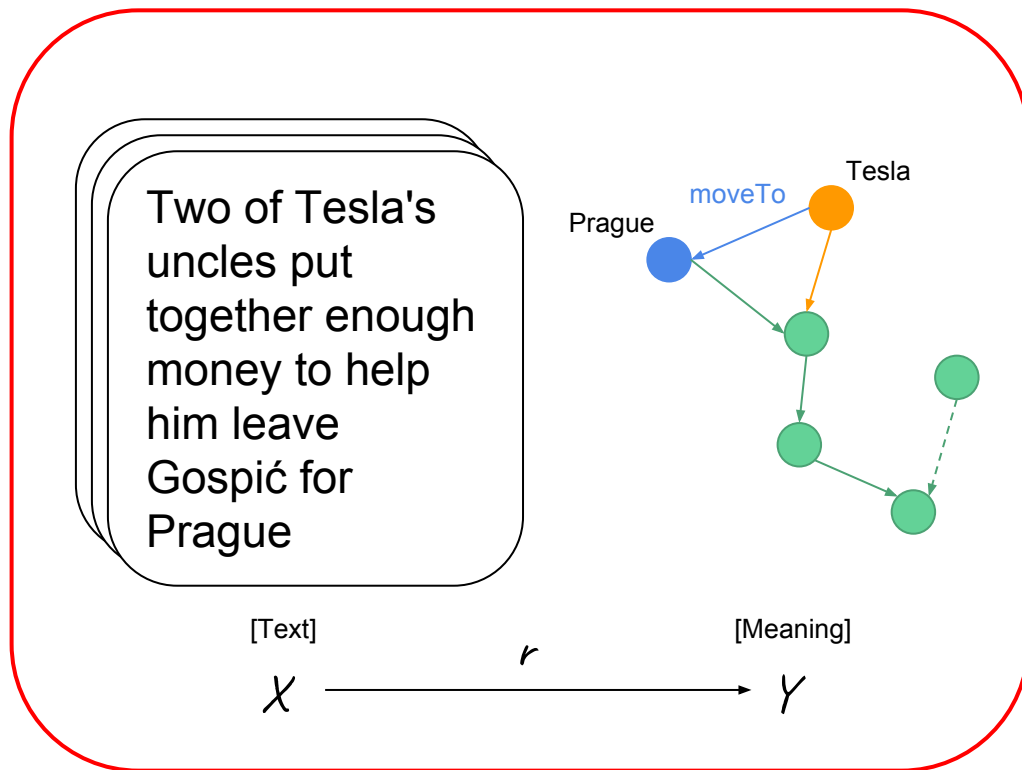 Two of Tesla's
uncles put
together enough
money to help
him leave
Gospić for
Prague
Tesla
moveTo
Prague
[Text]
[Meaning]
r
X
Y